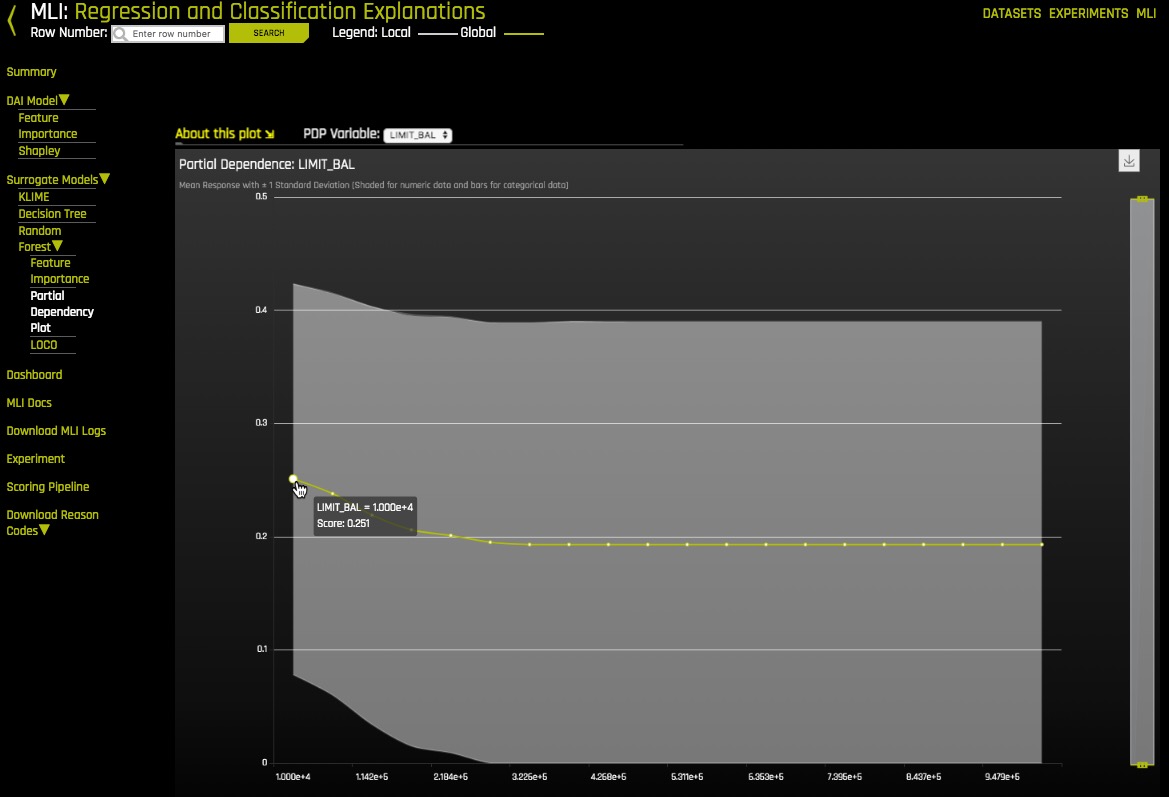 MLI: Regression and Classification Explanations
DATASETS EXPERIMENTS MLI
Row Number: Enter row number SEARCH Legend: Local Global
Summary
DAI Model
Feature
Importance
Shapley
Surrogate Models
KLIME
Decision Tree
Random
Forest
Feature
Importance
Partial
Dependency
Plot
LOCO
Dashboard
MLI Docs
Download MLI Logs
Experiment
Scoring Pipeline
Download Reason
Codes
About this plot PDP Variable: LIMIT_BAL
Partial Dependence: LIMIT_BAL
Mean Response with ± 1 Standard Deviation (Shaded for numeric data and bars for categorical data)
0.5
0.4
0.3
0.2
0.1
0
LIMIT_BAL = 1.000e+4
Score: 0.251
1.000e+4 1.142e+5 2.184e+5 3.226e+5 4.268e+5 5.311e+5 6.353e+5 7.395e+5 8.437e+5 9.479e+5